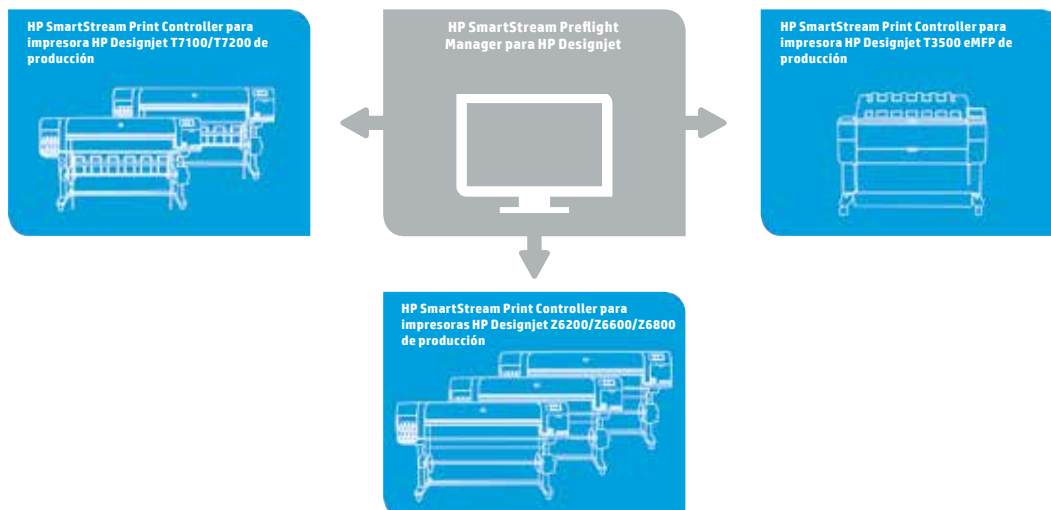 HP SmartStream Print Controller para
impresora HP Designjet T7100/T7200 de
producción
HP SmartStream Preflight
Manager para HP Designjet
HP SmartStream Print Controller para
impresora HP Designjet T3500 eMFP de
producción
HP SmartStream Print Controller para
impresoras HP Designjet Z6200/Z6600/Z6800
de producción